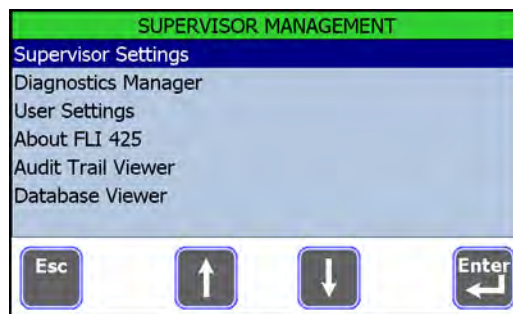 SUPERVISOR MANAGEMENT
Supervisor Settings
Diagnostics Manager
User Settings
About FLI 425
Audit Trail Viewer
Database Viewer
Esc
Enter